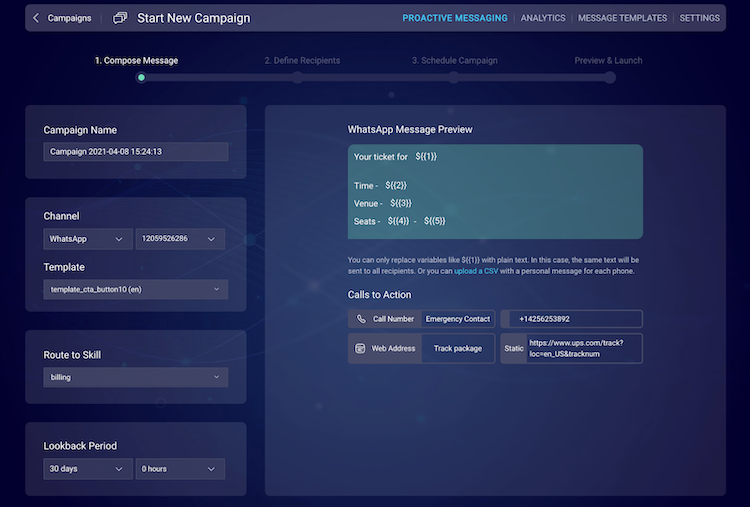 Campaigns
Start New Campaign
PROACTIVE MESSAGING
ANALYTICS
MESSAGE TEMPLATES
SETTINGS
1. Compose Message
2. Define Recipients
3. Schedule Campaign
Preview & Launch
Campaign Name
Campaign 2021-04-08 15:24:13
Channel
WhatsApp
12059526286
Template
template_cta_button10 (en)
Route to Skill
billing
Lookback Period
30 days
0 hours
WhatsApp Message Preview
Your ticket for ${{1}}
Time - ${{2}}
Venue - ${{3}}
Seats - ${{4}} - ${{5}}
You can only replace variables like ${{1}} with plain text. In this case, the same text will be
sent to all recipients. Or you can upload a CSV with a personal message for each phone.
Calls to Action
Call Number
Emergency Contact
+14256253892
Web Address
Track package
Static
https://www.ups.com/track?
loc=en_US&tracknum